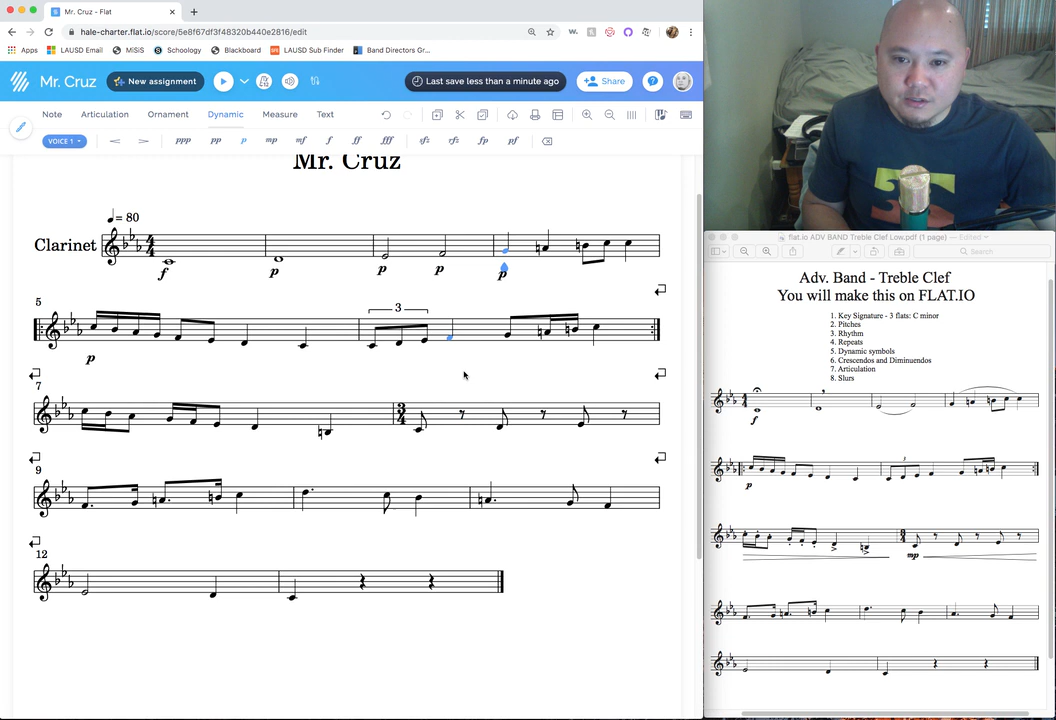 Mr. Cruz - Flat
hale-charter.flat.io/score/5e8f67df3f48320b440e2816/edit
Apps LAUSD Email MiSiS Schoology Blackboard LAUSD Sub Finder Band Directors Gr...
Mr. Cruz New assignment Last save less than a minute ago Share ?
Note Articulation Ornament Dynamic Measure Text
VOICE 1 < > ppp pp p mp mf f ff fff sfz rfz fp pf
Mr. Cruz
= 80
Clarinet
f p p p p
5
3
p
7
9
12
flat.io ADV BAND Treble Clef Low.pdf (1 page) — Edited
Search
Adv. Band - Treble Clef
You will make this on FLAT.IO
1. Key Signature - 3 flats: C minor
2. Pitches
3. Rhythm
4. Repeats
5. Dynamic symbols
6. Crescendos and Diminuendos
7. Articulation
8. Slurs
f
3
p
mp